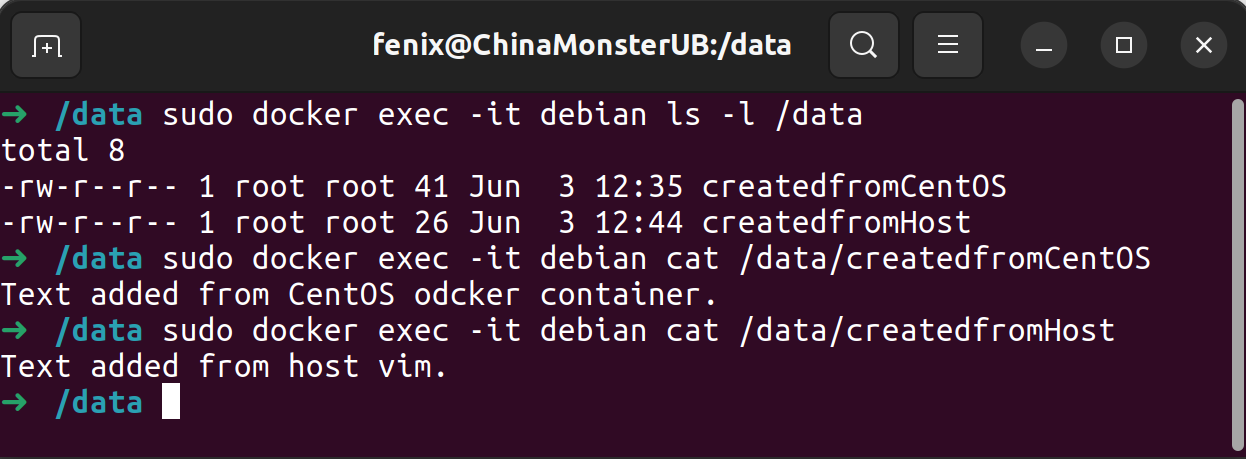 fenix@ChinaMonsterUB:/data
➜  /data sudo docker exec -it debian ls -l /data
total 8
-rw-r--r-- 1 root root 41 Jun  3 12:35 createdfromCentOS
-rw-r--r-- 1 root root 26 Jun  3 12:44 createdfromHost
➜  /data sudo docker exec -it debian cat /data/createdfromCentOS
Text added from CentOS odcker container.
➜  /data sudo docker exec -it debian cat /data/createdfromHost
Text added from host vim.
➜  /data